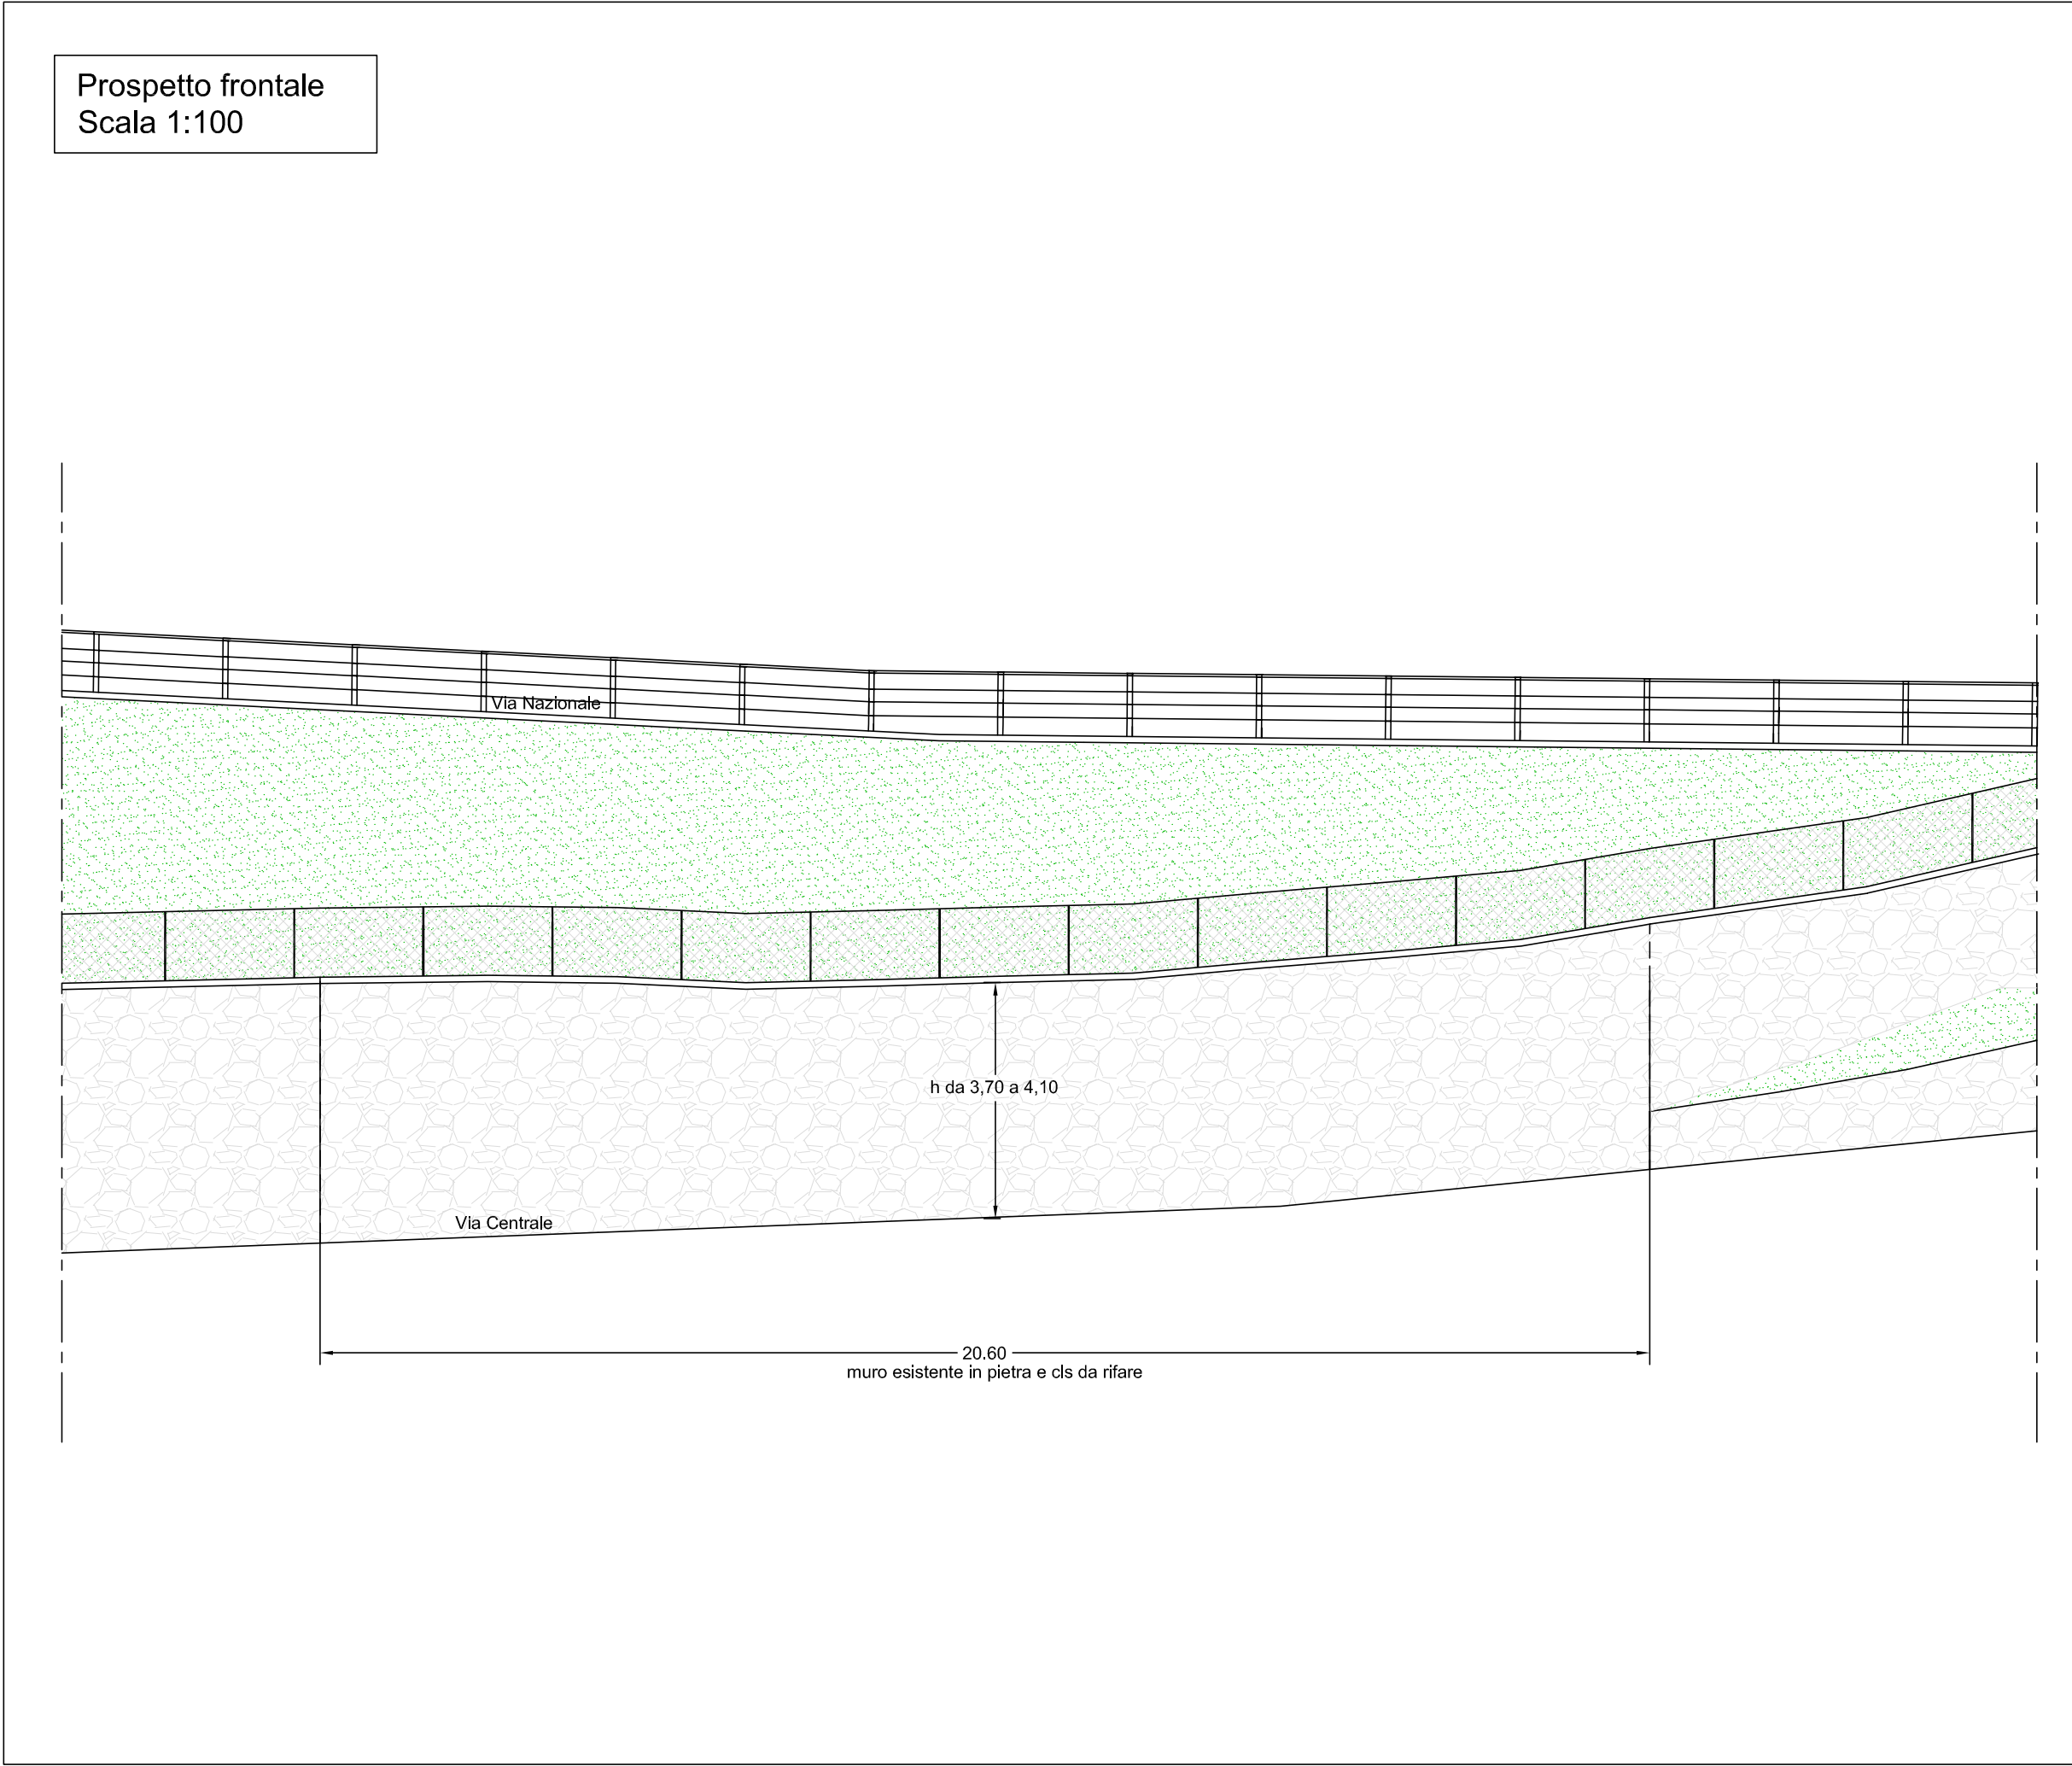 Prospetto frontale
Scala 1:100
Via Nazionale
h da 3,70 a 4,10
Via Centrale
20.60
muro esistente in pietra e cls da rifare